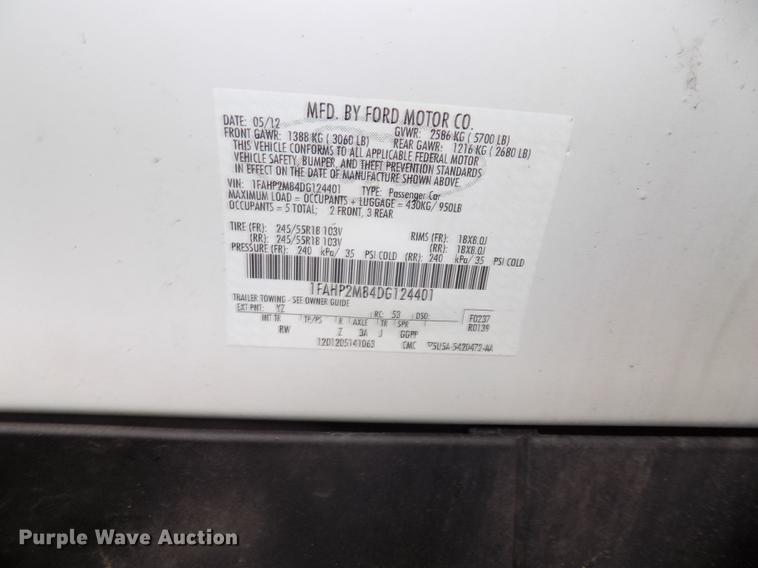 MFD. BY FORD MOTOR CO.
DATE: 05/12 GVWR: 2586 KG ( 5700 LB)
FRONT GAWR: 1388 KG ( 3060 LB) REAR GAWR: 1216 KG ( 2680 LB)
THIS VEHICLE CONFORMS TO ALL APPLICABLE FEDERAL MOTOR
VEHICLE SAFETY, BUMPER, AND THEFT PREVENTION STANDARDS
IN EFFECT ON THE DATE OF MANUFACTURE SHOWN ABOVE.
VIN: 1FAHP2MB4DG124401 TYPE: Passenger Car
MAXIMUM LOAD = OCCUPANTS + LUGGAGE = 430KG/ 950LB
OCCUPANTS = 5 TOTAL; 2 FRONT, 3 REAR
TIRE (FR): 245/55R18 103V RIMS (FR): 18X8.0J
(RR): 245/55R18 103V (RR): 18X8.0J
PRESSURE (FR): 240 kPa/ 35 PSI COLD (RR): 240 kPa/ 35 PSI COLD
1FAHP2MB4DG124401
TRAILER TOWING - SEE OWNER GUIDE
EXT PNT: YZ RC: 53 DSO: F0237
INT TR TP/PS R AXLE TR SPR R0139
RW Z 3A J GGPP
1201205141063 CMC 5420472-AA
Purple Wave Auction